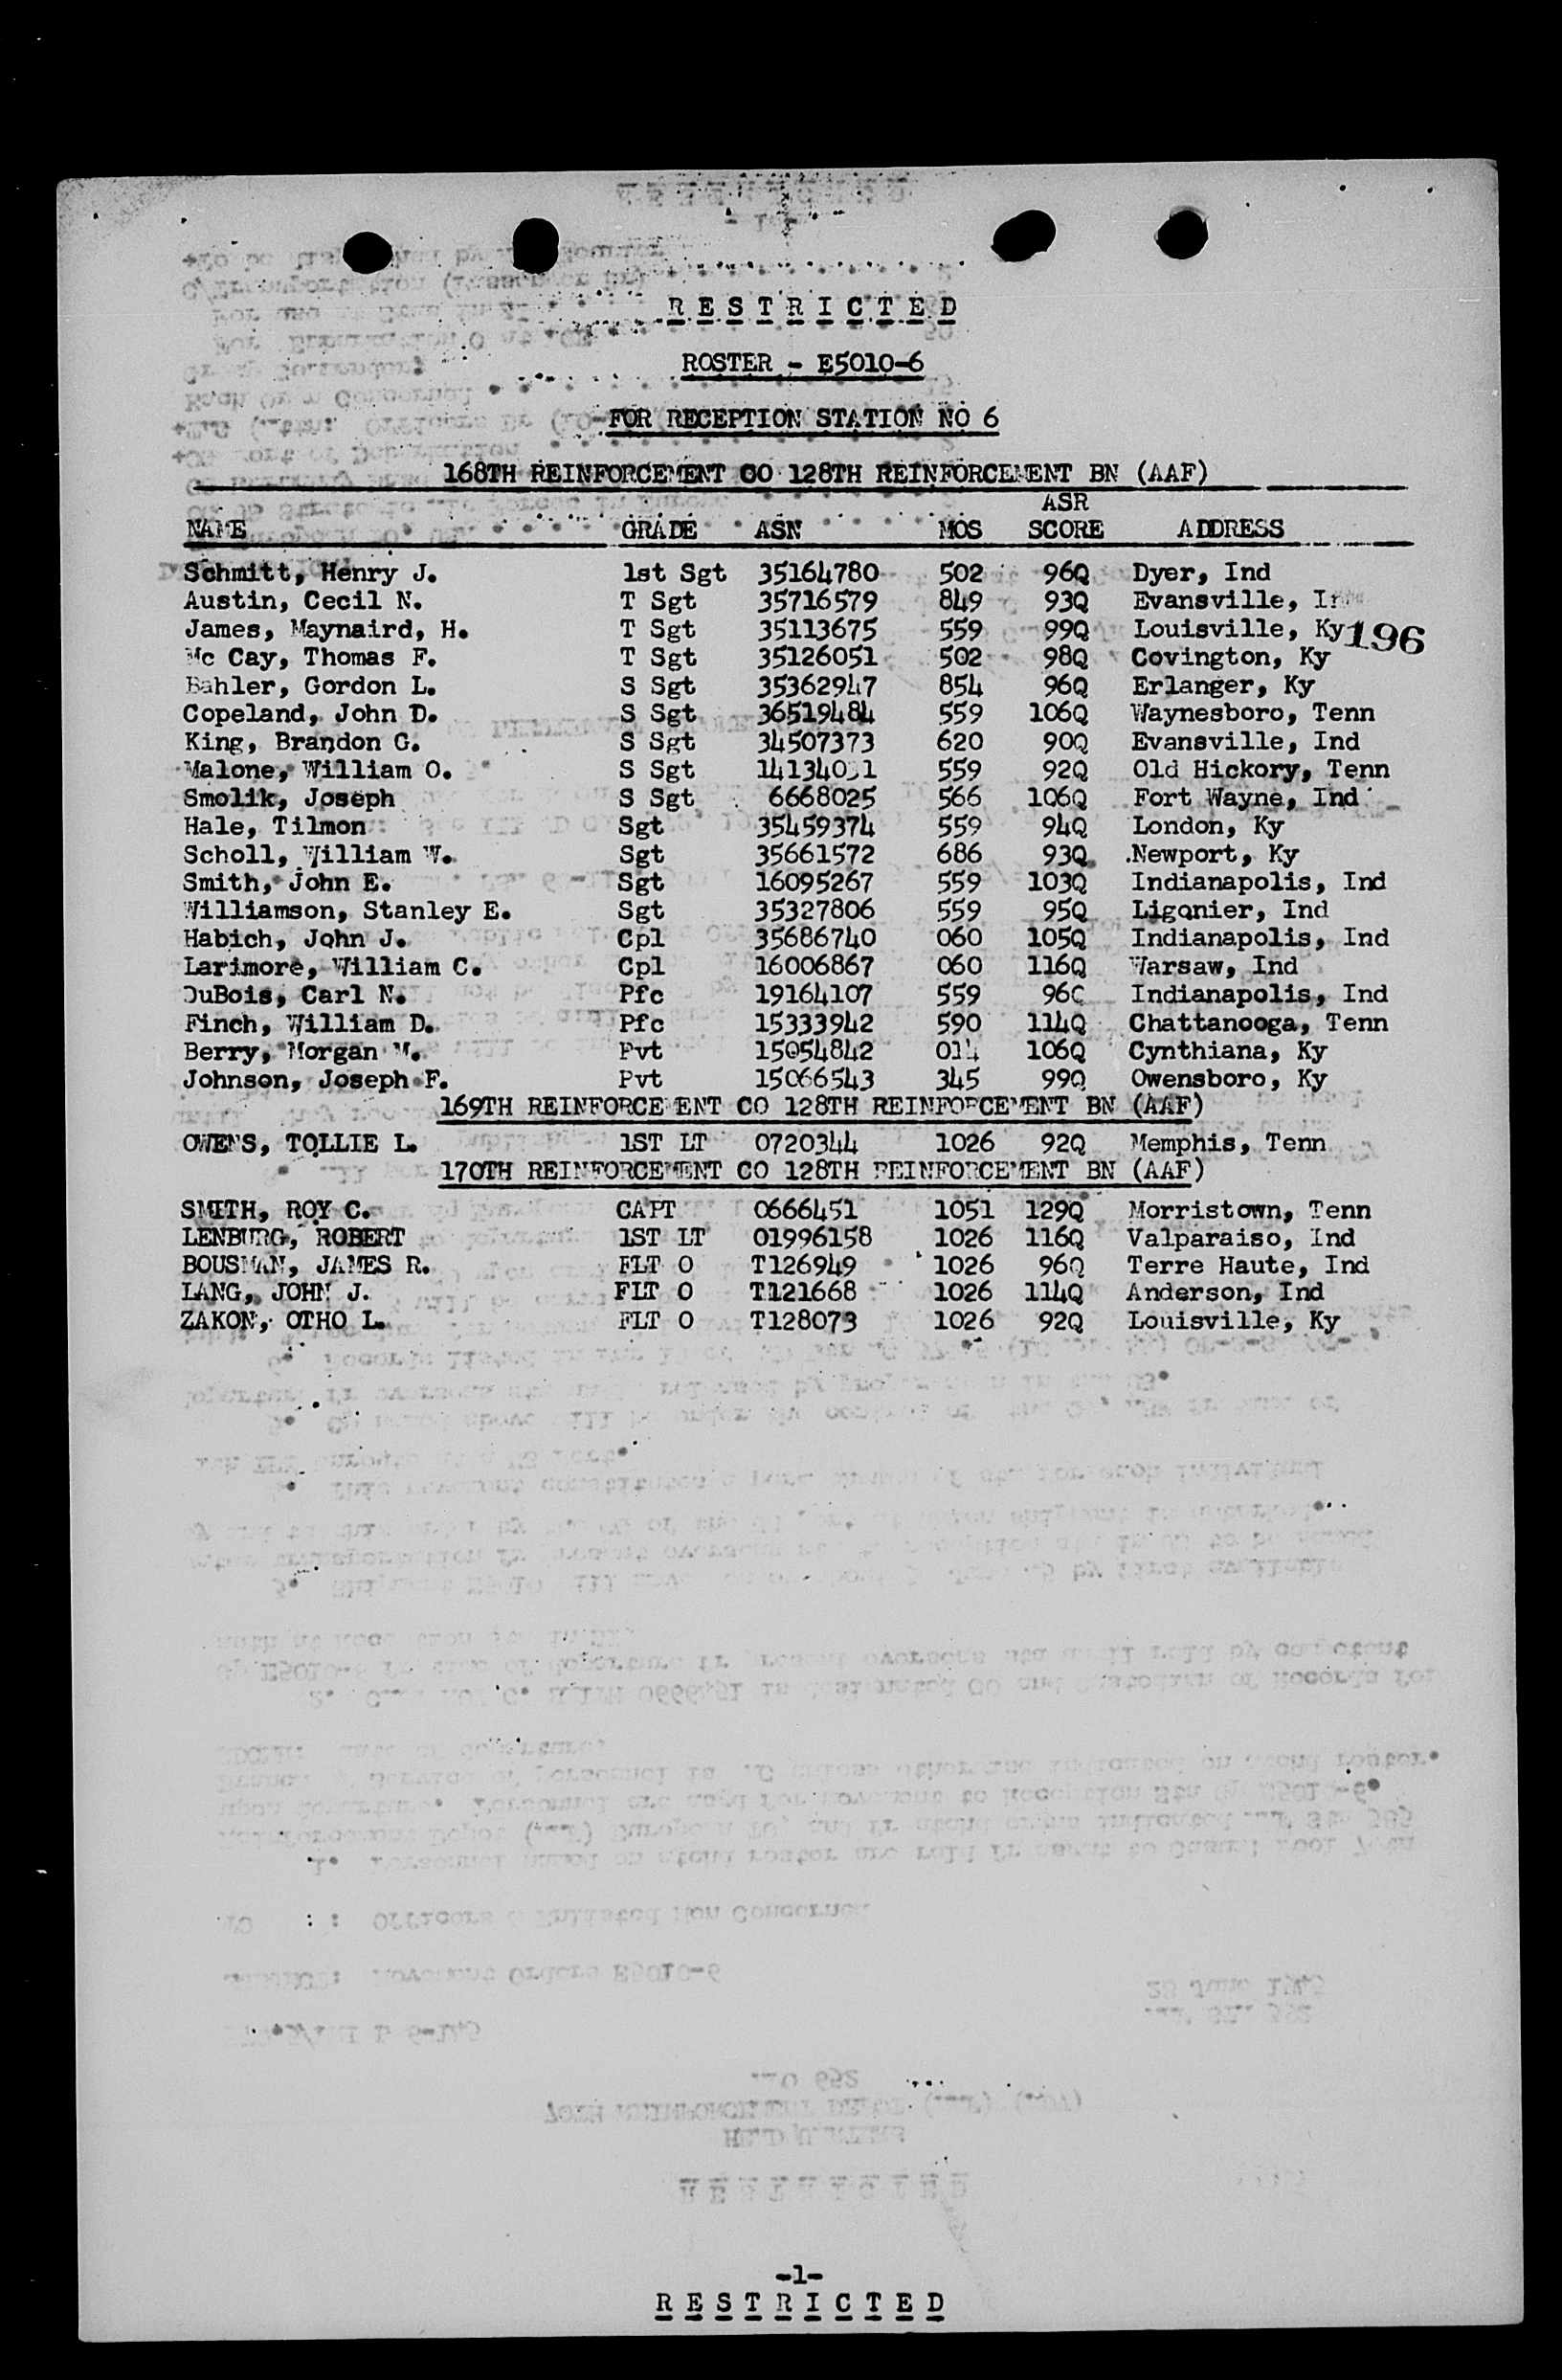 R E S T R I C T E D
ROSTER - E5010-6
FOR RECEPTION STATION NO 6
168TH REINFORCEMENT CO 128TH REINFORCEMENT BN (AAF)
ASR
NAME GRADE ASN MOS SCORE ADDRESS
Schmitt, Henry J. 1st Sgt 35164780 502 96Q Dyer, Ind
Austin, Cecil N. T Sgt 35716579 849 93Q Evansville, Ind
James, Maynaird, H. T Sgt 35113675 559 99Q Louisville, Ky 196
Mc Cay, Thomas F. T Sgt 35126051 502 98Q Covington, Ky
Bahler, Gordon L. S Sgt 35362947 854 96Q Erlanger, Ky
Copeland, John D. S Sgt 36519484 559 106Q Waynesboro, Tenn
King, Brandon G. S Sgt 34507373 620 90Q Evansville, Ind
Malone, William O. S Sgt 559 92Q Old Hickory, Tenn
Smolik, Joseph S Sgt 6668025 566 106Q Fort Wayne, Ind
Hale, Tilmon Sgt 35459374 559 94Q London, Ky
Scholl, William W. Sgt 35661572 686 93Q Newport, Ky
Smith, John E. Sgt 16095267 559 103Q Indianapolis, Ind
Williamson, Stanley E. Sgt 35327806 559 95Q Ligonier, Ind
Habich, John J. Cpl 35686740 060 105Q Indianapolis, Ind
Larimore, William C. Cpl 16006867 060 116Q Warsaw, Ind
DuBois, Carl N. Pfc 19164107 559 96Q Indianapolis, Ind
Finch, William D. Pfc 15333942 590 114Q Chattanooga, Tenn
Berry, Morgan M. Pvt 15054842 014 106Q Cynthiana, Ky
Johnson, Joseph F. Pvt 15066543 345 99Q Owensboro, Ky
169TH REINFORCEMENT CO 128TH REINFORCEMENT BN (AAF)
OWENS, TOLLIE L. 1ST LT 0720344 1026 92Q Memphis, Tenn
170TH REINFORCEMENT CO 128TH REINFORCEMENT BN (AAF)
SMITH, ROY C. CAPT 0666451 1051 129Q Morristown, Tenn
LENBURG, ROBERT 1ST LT 01996158 1026 116Q Valparaiso, Ind
BOUSMAN, JAMES R. FLT O T126949 1026 96Q Terre Haute, Ind
LANG, JOHN J. FLT O T121668 1026 114Q Anderson, Ind
ZAKON, OTHO L. FLT O T128073 1026 92Q Louisville, Ky
-1-
R E S T R I C T E D